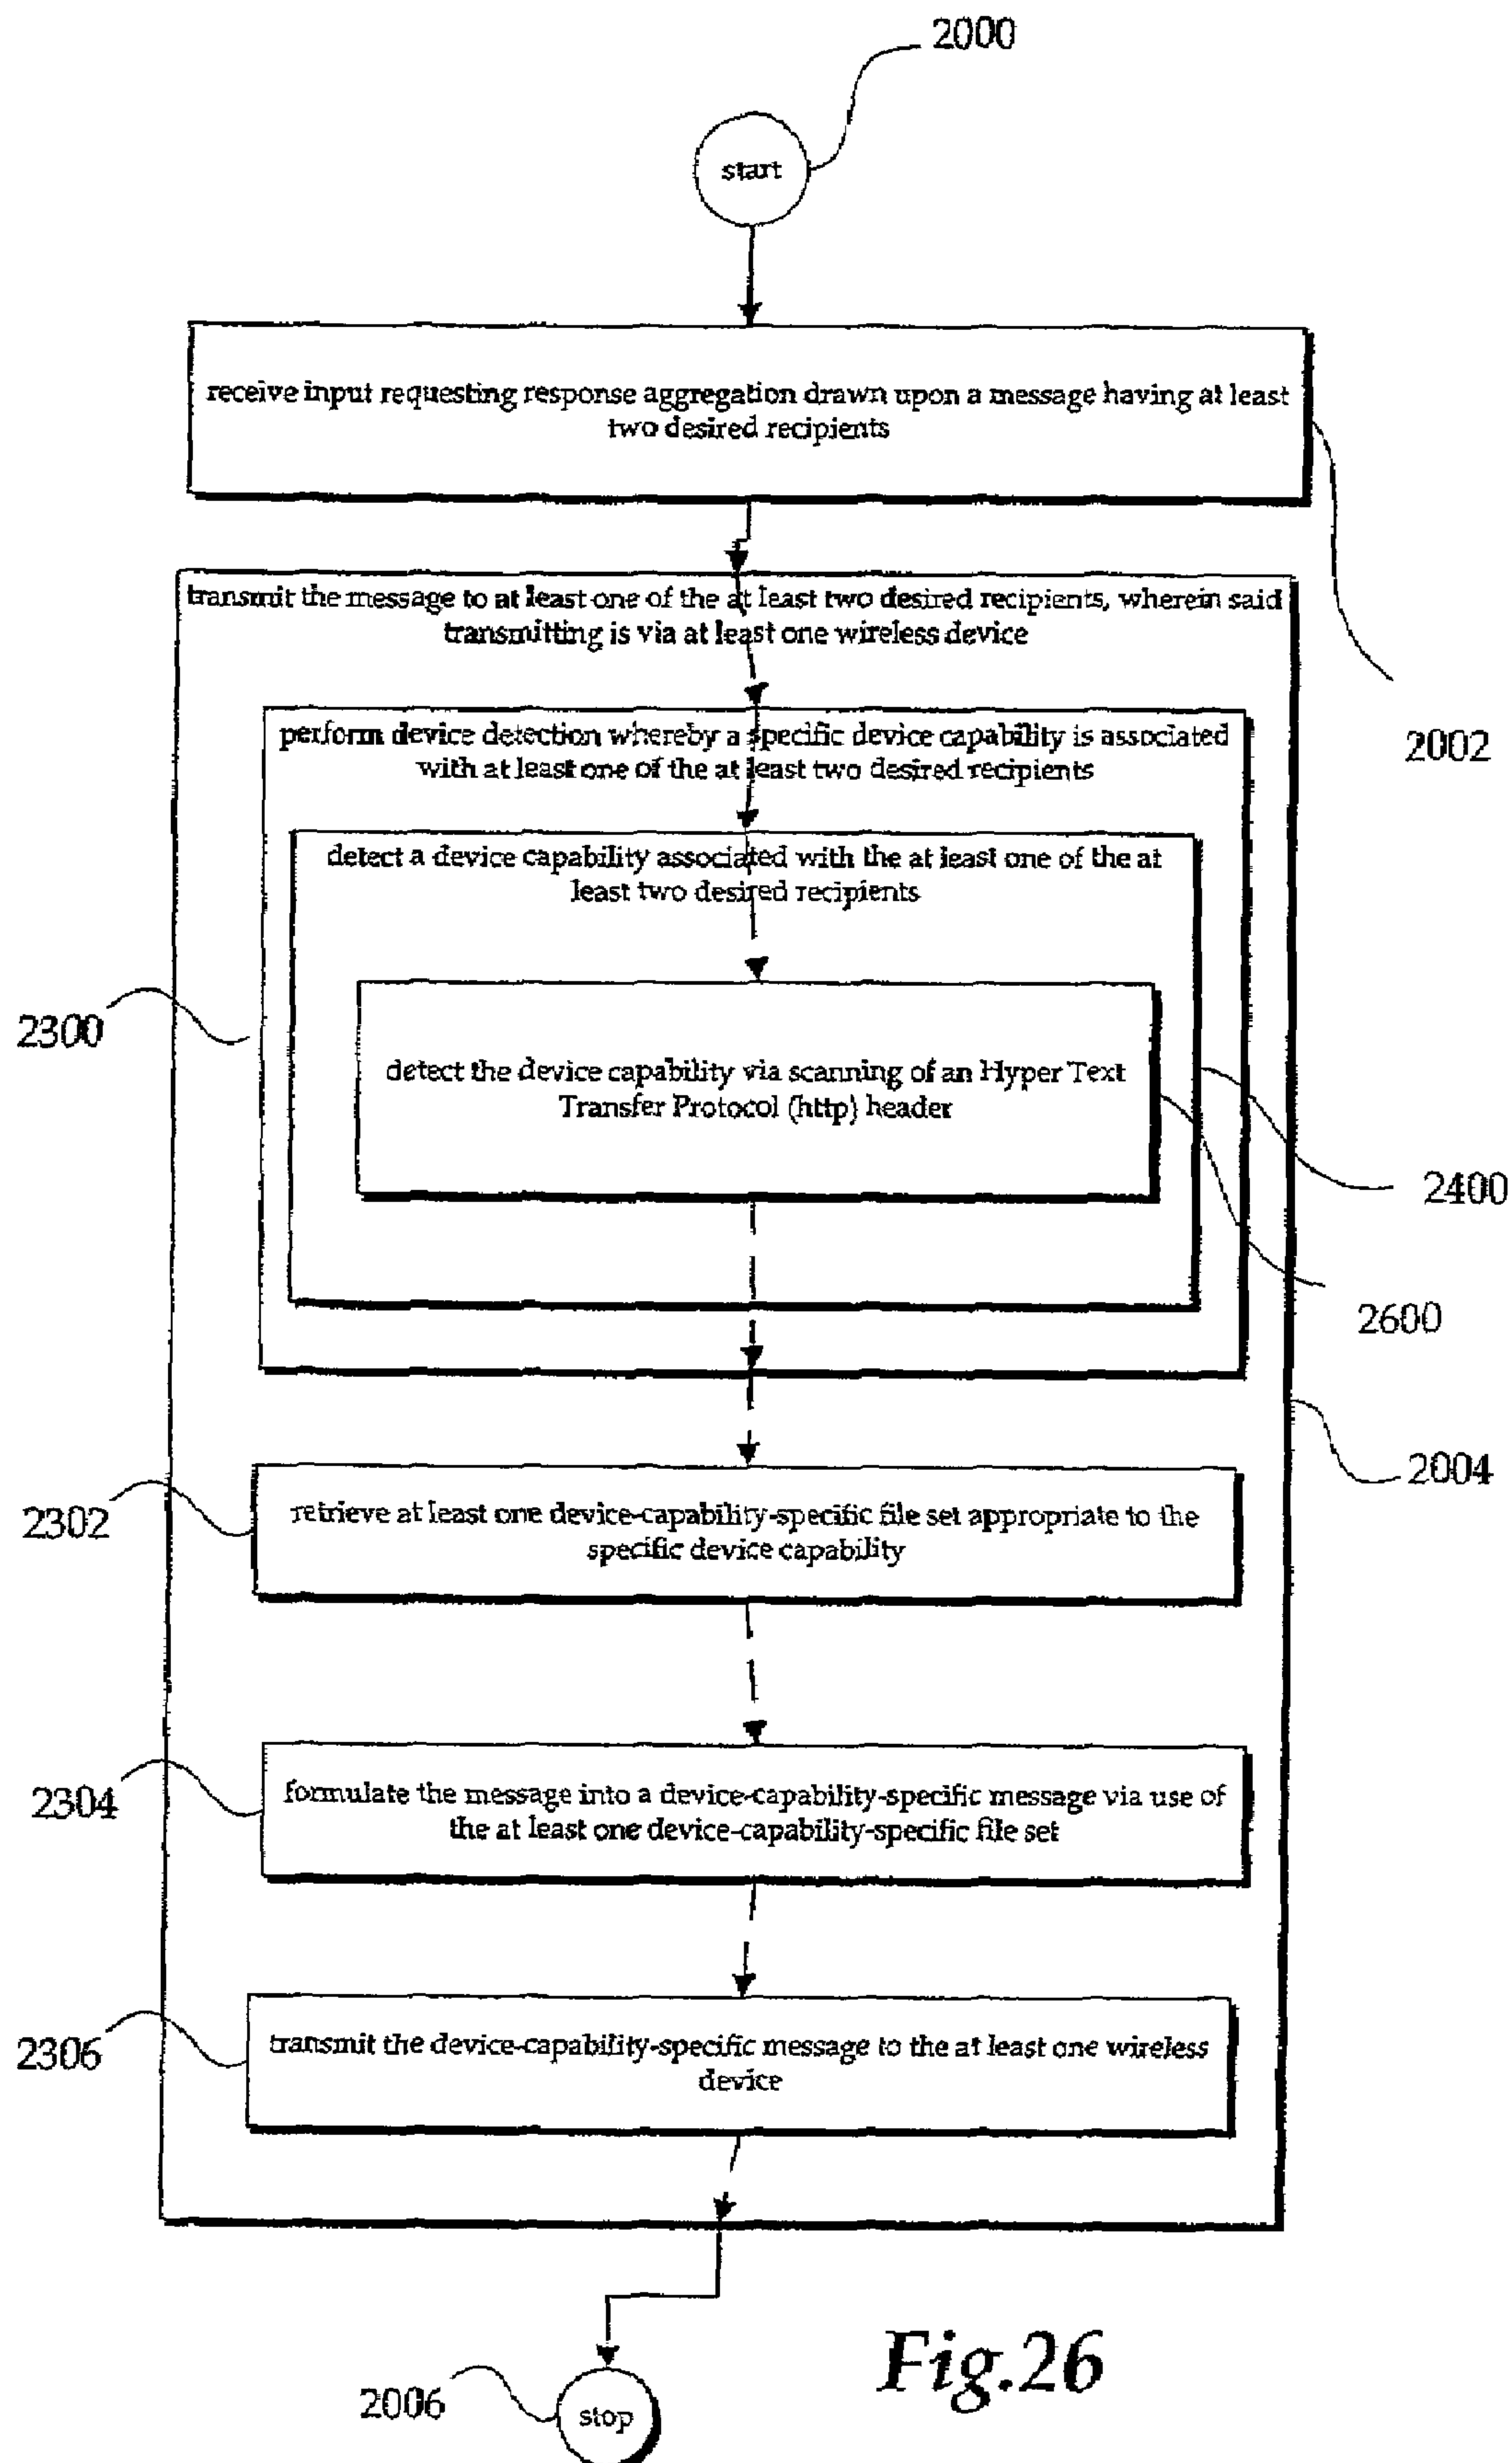 2000
start
receive input requesting response aggregation drawn upon a message having at least
two desired recipients
2002
transmit the message to at least one of the at least two desired recipients, wherein said
transmitting is via at least one wireless device
perform device detection whereby a specific device capability is associated
with at least one of the at least two desired recipients
detect a device capability associated with the at least one of the at
least two desired recipients
2300
detect the device capability via scanning of an Hyper Text
Transfer Protocol (http) header
2400
2600
2004
2302
retrieve at least one device-capability-specific file set appropriate to the
specific device capability
2304
formulate the message into a device-capability-specific message via use of
the at least one device-capability-specific file set
2306
transmit the device-capability-specific message to the at least one wireless
device
Fig.26
2006
stop